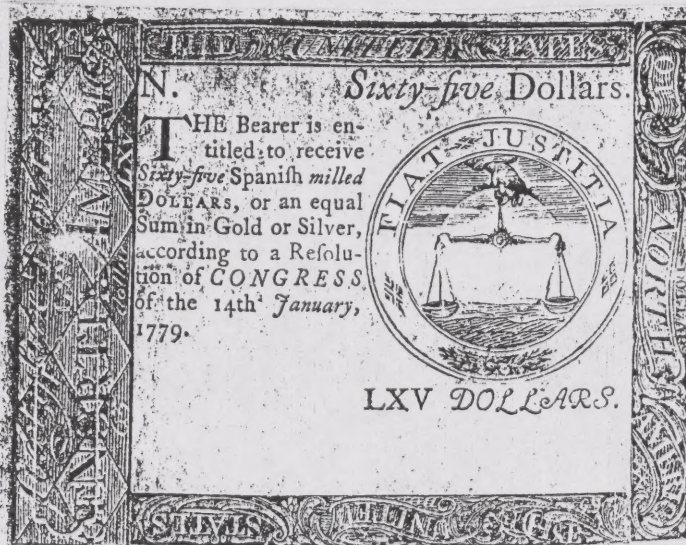 THE UNITED STATES
N. Sixty-five Dollars.
THE Bearer is en-
titled to receive
Sixty-five Spaniſh milled
DOLLARS, or an equal
Sum in Gold or Silver,
according to a Reſolu-
tion of CONGRESS
of the 14th January,
1779.
FIAT JUSTITIA
LXV DOLLARS.
NORTH